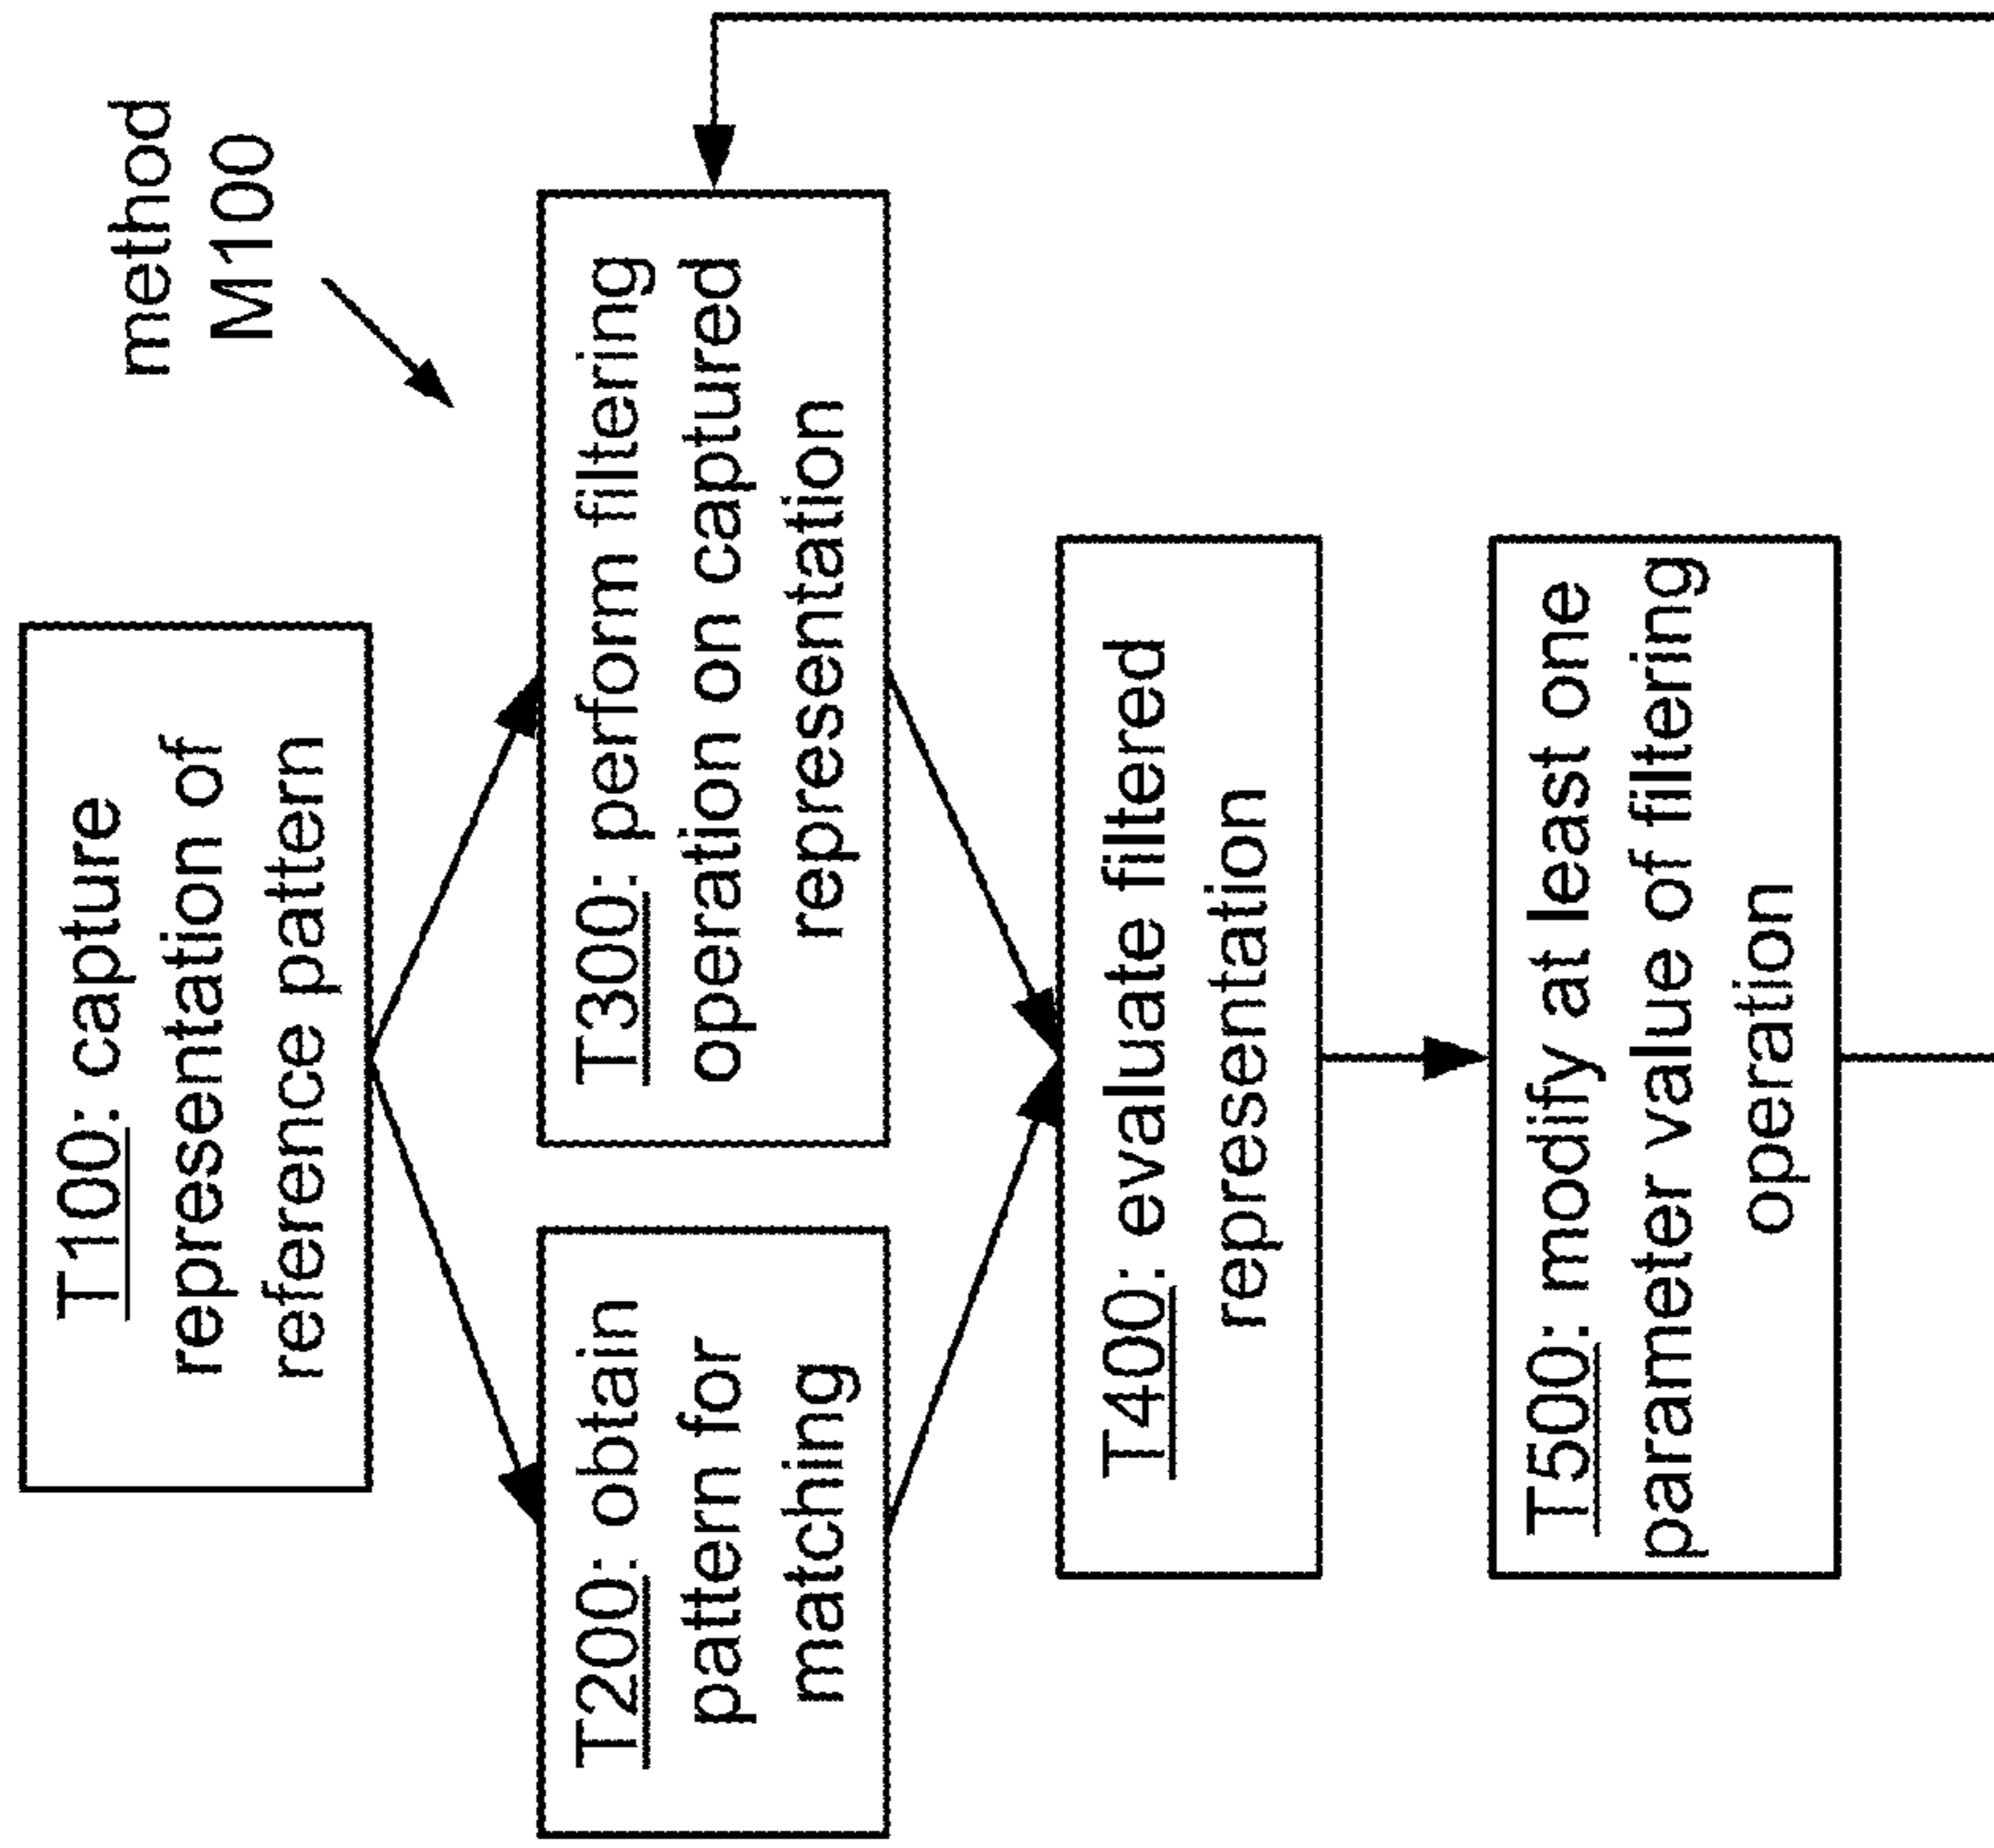 method
M100
T100: capture
representation of
reference pattern
T200: obtain
pattern for
matching
T300: perform filtering
operation on captured
representation
T400: evaluate filtered
representation
T500: modify at least one
parameter value of filtering
operation